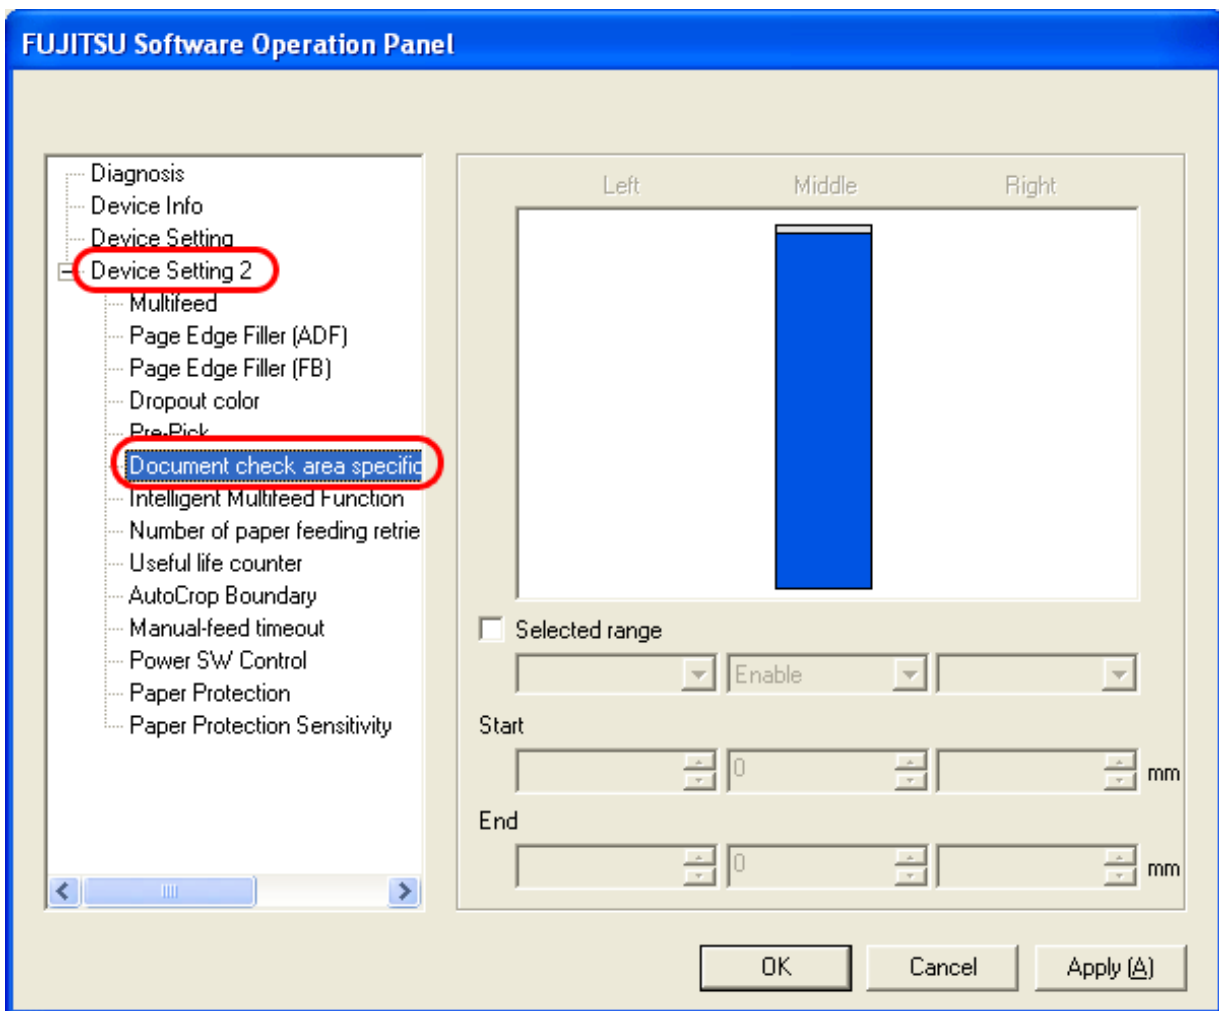 FUJITSU Software Operation Panel
Diagnosis
Device Info
Device Setting
Device Setting 2
Multifeed
Page Edge Filler (ADF)
Page Edge Filler (FB)
Dropout color
Pre-Pick
Document check area specific
Intelligent Multifeed Function
Number of paper feeding retrie
Useful life counter
AutoCrop Boundary
Manual-feed timeout
Power SW Control
Paper Protection
Paper Protection Sensitivity
Left Middle Right
Selected range
Enable
Start
0 mm
End
0 mm
OK Cancel Apply (A)